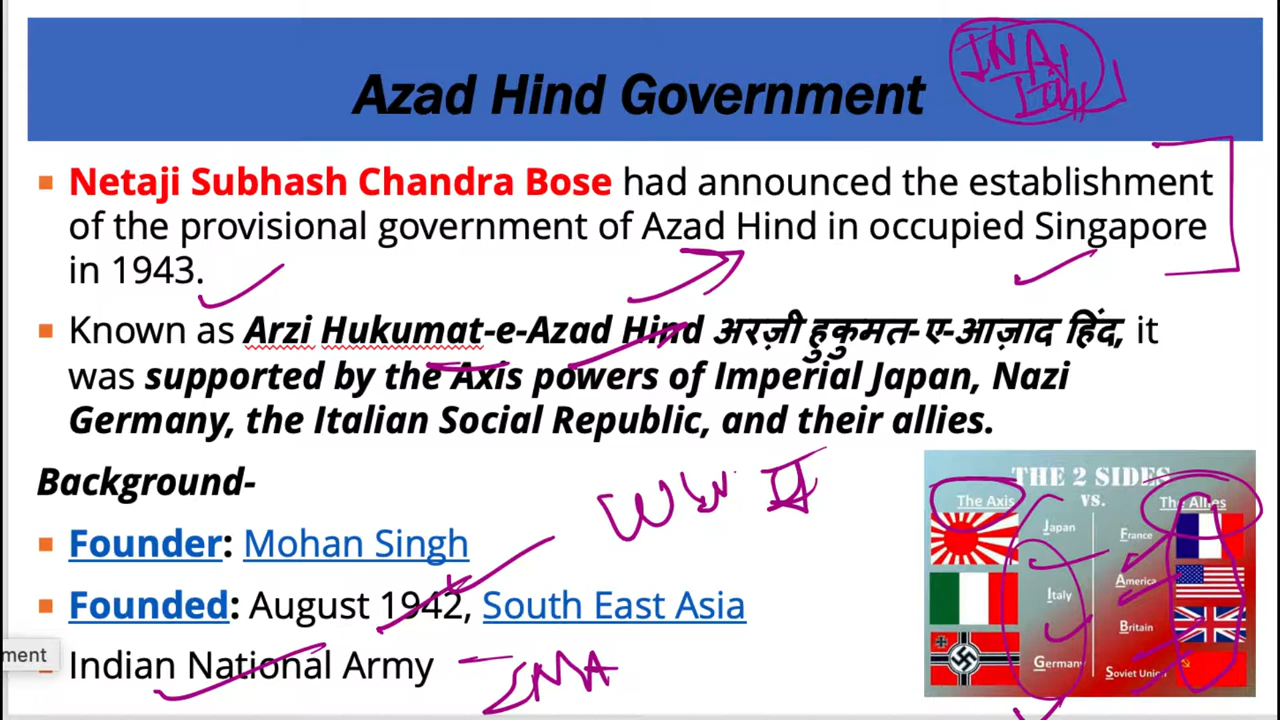 Azad Hind Government
INA
Netaji Subhash Chandra Bose had announced the establishment
of the provisional government of Azad Hind in occupied Singapore
in 1943.
Known as Arzi Hukumat-e-Azad Hind अरज़ी हुकुमत-ए-आज़ाद हिंद, it
was supported by the Axis powers of Imperial Japan, Nazi
Germany, the Italian Social Republic, and their allies.
Background-
WW II
Founder: Mohan Singh
Founded: August 1942, South East Asia
ment
Indian National Army
INA
THE 2 SIDES
The Axis VS. The Allies
Japan France
Italy America
Britain
Germany Soviet Union